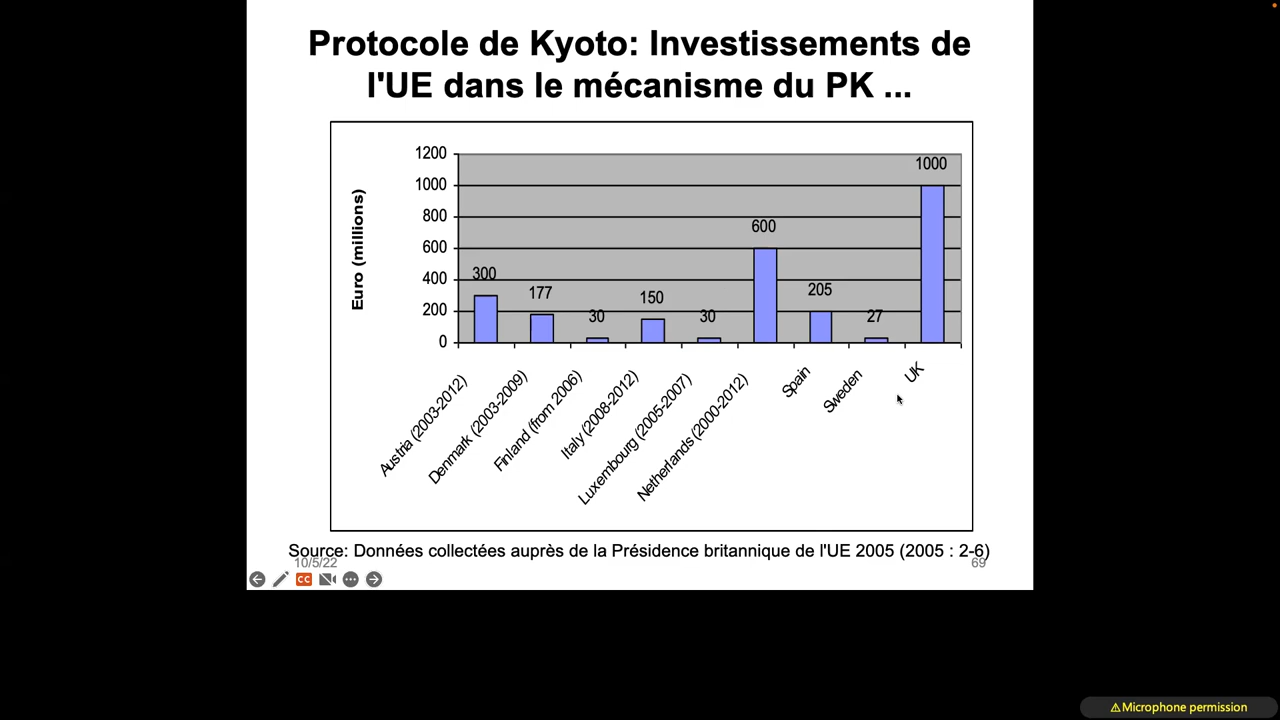 Protocole de Kyoto: Investissements de
l'UE dans le mécanisme du PK ...
Euro (millions)
1200
1000
800
600
400
200
0
300
177
30
150
30
600
205
27
1000
Austria (2003-2012)
Denmark (2003-2009)
Finland (from 2006)
Italy (2008-2012)
Luxembourg (2005-2007)
Netherlands (2000-2012)
Spain
Sweden
UK
Source: Données collectées auprès de la Présidence britannique de l'UE 2005 (2005 : 2-6)
10/5/22
69
CC
⚠Microphone permission